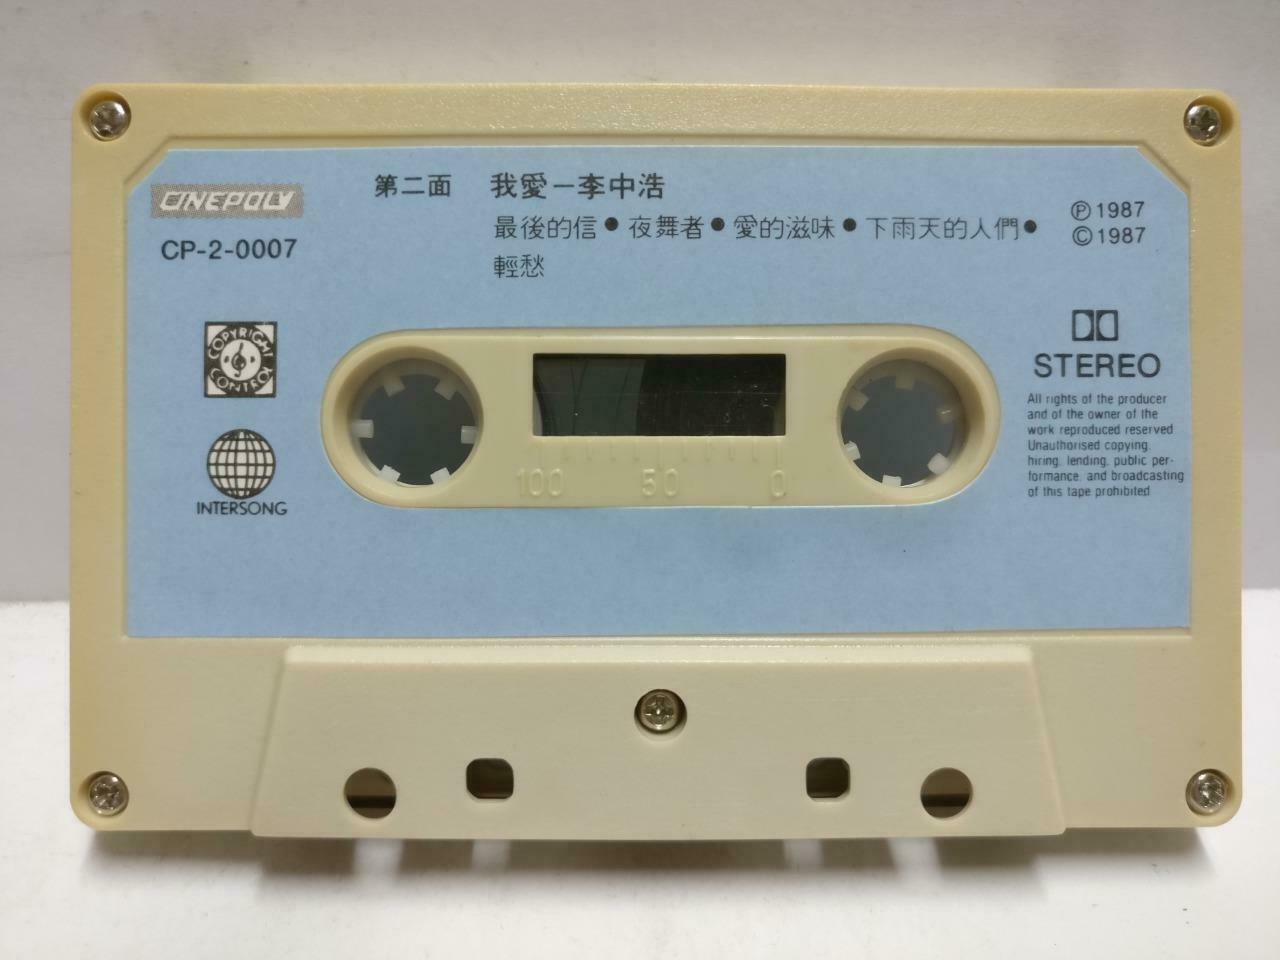 CINEPOLY
CP-2-0007
第二面 我愛－李中浩
最後的信●夜舞者●愛的滋味●下雨天的人們●
輕愁
Ⓟ1987
©1987
COPYRIGHT
CONTROL
INTERSONG
STEREO
All rights of the producer
and of the owner of the
work reproduced reserved
Unauthorised copying,
hiring, lending, public per-
formance, and broadcasting
of this tape prohibited
100 50 0